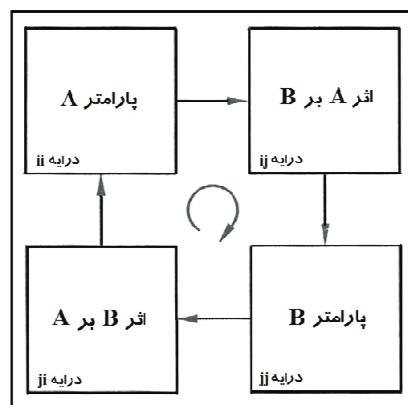 پارامتر A
درایه ii
اثر A بر B
درایه ij
اثر B بر A
درایه ji
پارامتر B
درایه jj